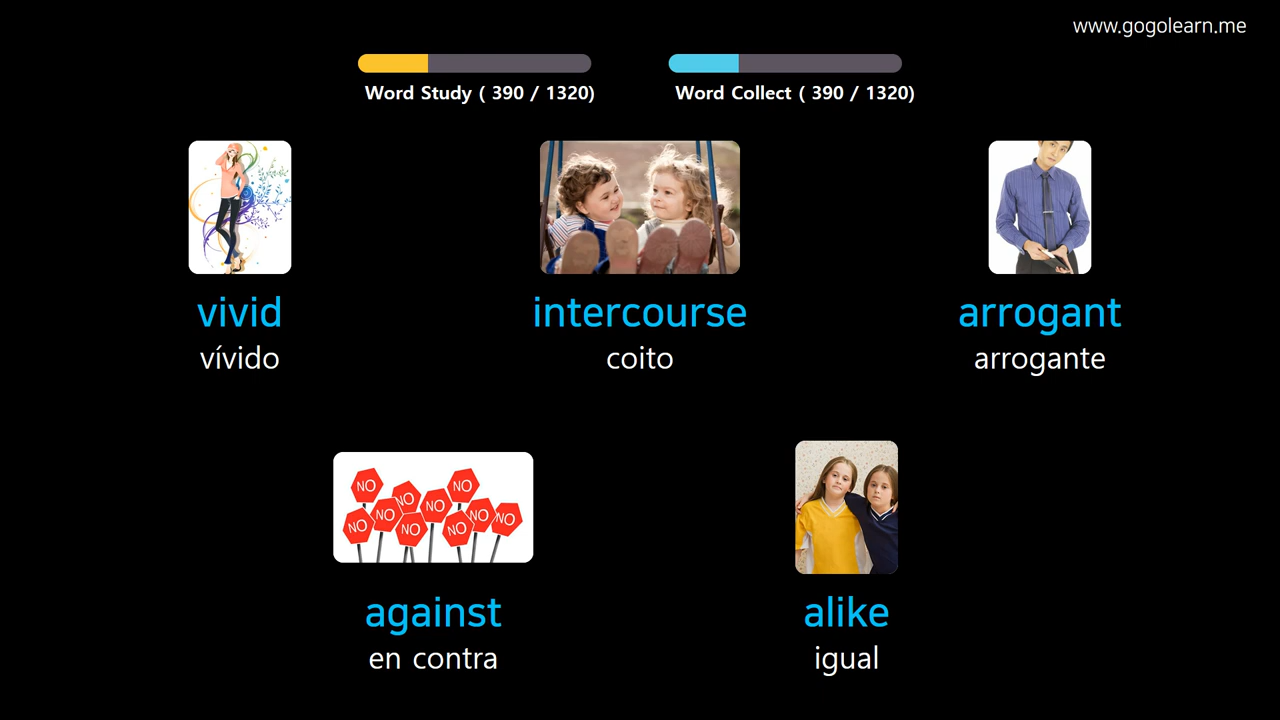 www.gogolearn.me
Word Study ( 390 / 1320)
Word Collect ( 390 / 1320)
vivid
vívido
intercourse
coito
arrogant
arrogante
NO
NO
NO
NO
NO
NO
NO
NO
NO
NO
against
en contra
alike
igual